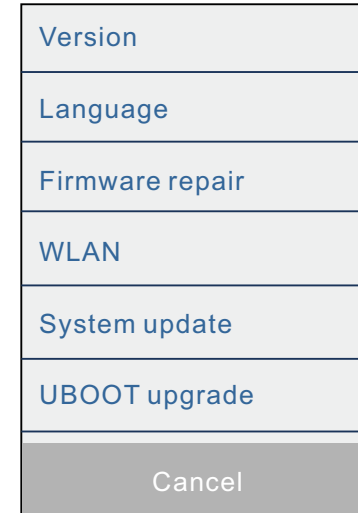 Version
Language
Firmware repair
WLAN
System update
UBOOT upgrade
Cancel